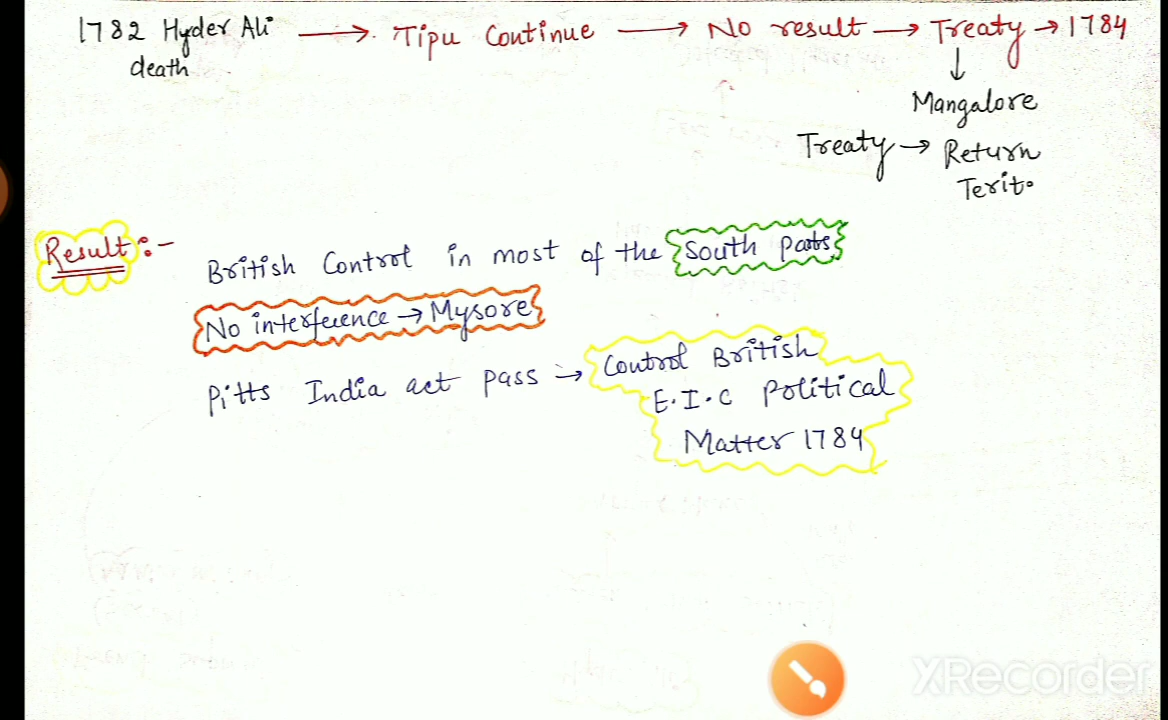 1782 Hyder Ali → Tipu Continue → No result → Treaty → 1784
death
↓
Mangalore
Treaty → Return
Terit.
Result :-
British Control in most of the South parts
No interference → Mysore
Pitts India act pass → Control British
E.I.C Political
Matter 1784
XRecorder